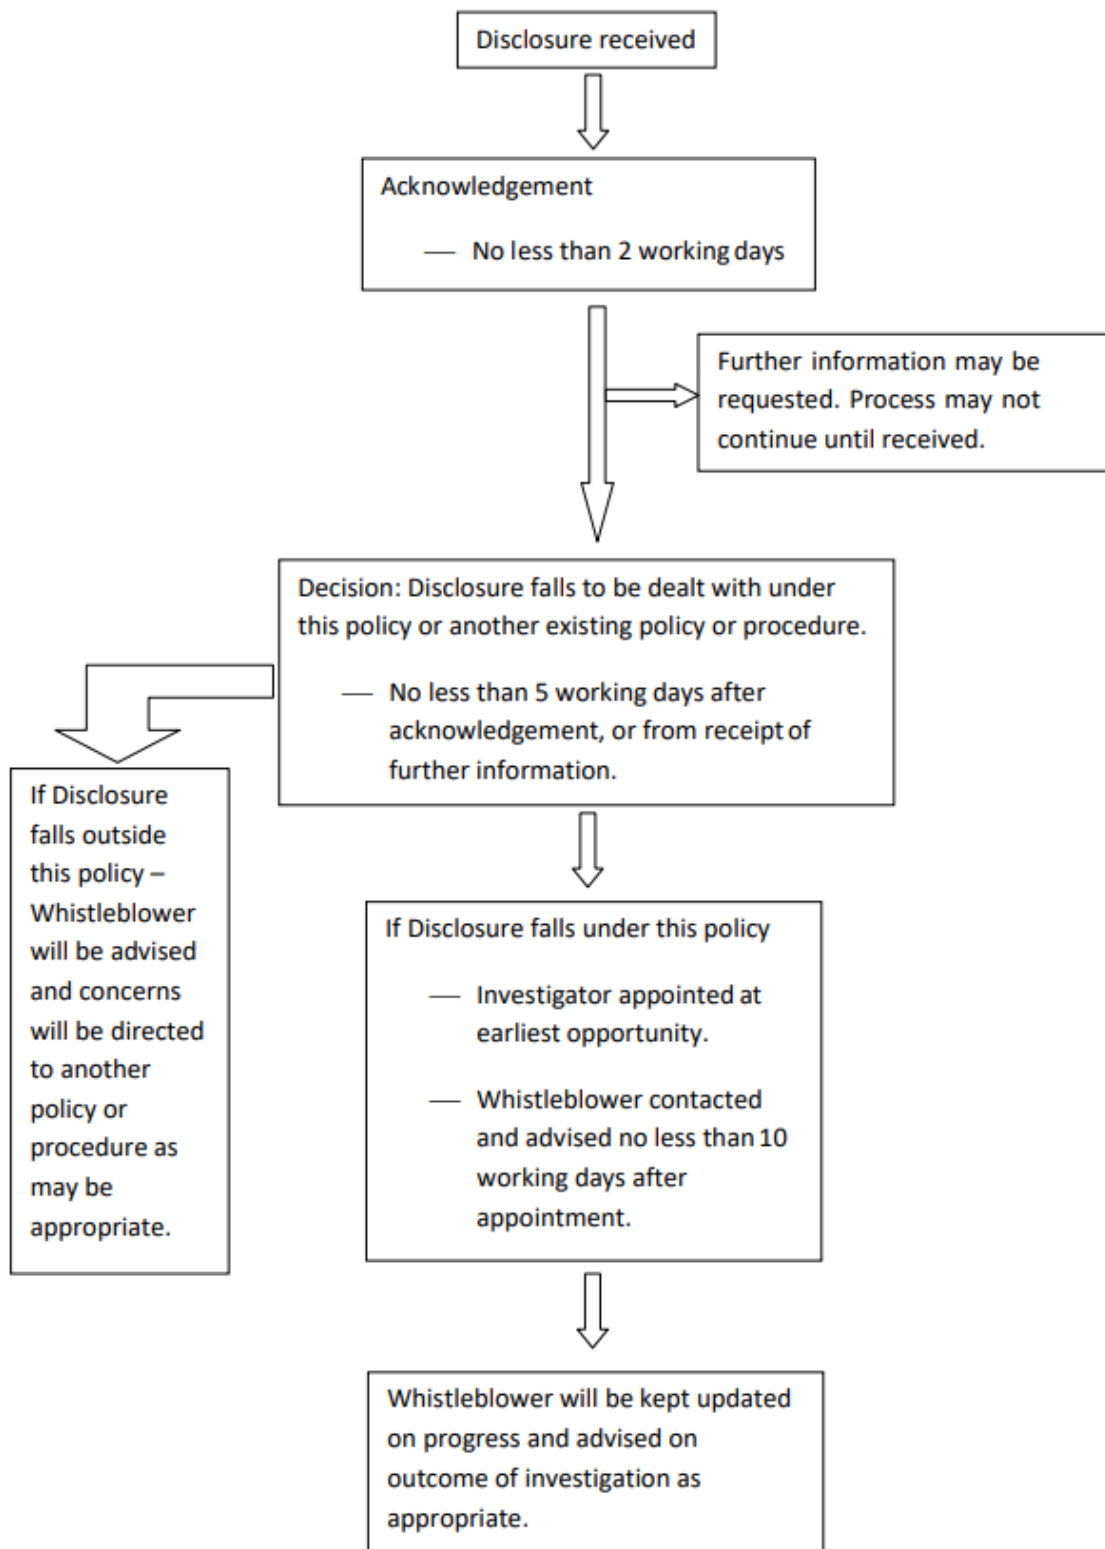 Disclosure received
Acknowledgement
— No less than 2 working days
Further information may be
requested. Process may not
continue until received.
Decision: Disclosure falls to be dealt with under
this policy or another existing policy or procedure.
— No less than 5 working days after
acknowledgement, or from receipt of
further information.
If Disclosure
falls outside
this policy –
Whistleblower
will be advised
and concerns
will be directed
to another
policy or
procedure as
may be
appropriate.
If Disclosure falls under this policy
— Investigator appointed at
earliest opportunity.
— Whistleblower contacted
and advised no less than 10
working days after
appointment.
Whistleblower will be kept updated
on progress and advised on
outcome of investigation as
appropriate.